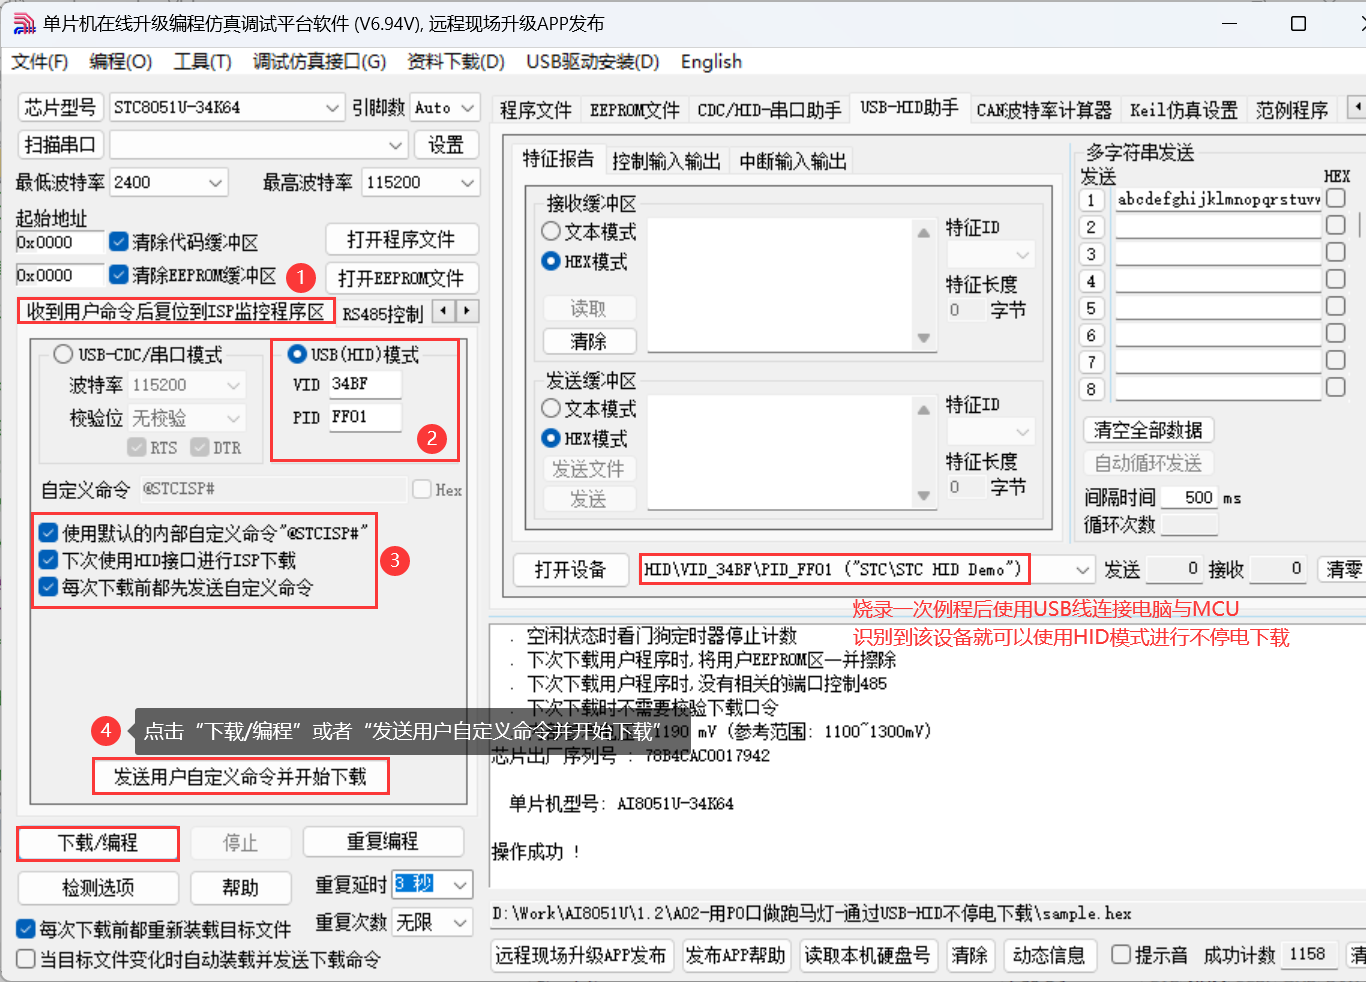 单片机在线升级编程仿真调试平台软件 (V6.94V), 远程现场升级APP发布
文件(F) 编程(O) 工具(T) 调试仿真接口(G) 资料下载(D) USB驱动安装(D) English
芯片型号 STC8051U-34K64 引脚数 Auto
扫描串口 设置
最低波特率 2400 最高波特率 115200
起始地址
0x0000 清除代码缓冲区 打开程序文件
0x0000 清除EEPROM缓冲区 1 打开EEPROM文件
收到用户命令后复位到ISP监控程序区 RS485控制
USB-CDC/串口模式 USB(HID)模式
波特率 115200 VID 34BF
校验位 无校验 PID FF01
RTS DTR 2
自定义命令 @STCISP# Hex
使用默认的内部自定义命令"@STCISP#"
下次使用HID接口进行ISP下载 3
每次下载前都先发送自定义命令
4 点击“下载/编程”或者“发送用户自定义命令并开始下载”
发送用户自定义命令并开始下载
下载/编程 停止 重复编程
检测选项 帮助 重复延时 3 秒
每次下载前都重新装载目标文件 重复次数 无限
当目标文件变化时自动装载并发送下载命令
程序文件 EEPROM文件 CDC/HID-串口助手 USB-HID助手 CAN波特率计算器 Keil仿真设置 范例程序
特征报告 控制输入输出 中断输入输出
接收缓冲区
文本模式 特征ID
HEX模式
特征长度
读取 0 字节
清除
发送缓冲区
文本模式 特征ID
HEX模式
发送文件 特征长度
发送 0 字节
多字符串发送
发送 HEX
1 abcdefghijklmnopqrstuv
2
3
4
5
6
7
8
清空全部数据
自动循环发送
间隔时间 500 ms
循环次数
打开设备 HID\VID_34BF\PID_FF01 ("STC\STC HID Demo") 发送 0 接收 0 清零
烧录一次例程后使用USB线连接电脑与MCU
识别到该设备就可以使用HID模式进行不停电下载
. 空闲状态时看门狗定时器停止计数
. 下次下载用户程序时,将用户EEPROM区一并擦除
. 下次下载用户程序时,没有相关的端口控制485
. 下次下载时不需要校验下载口令
1190 mV (参考范围: 1100~1300mV)
芯片出厂序列号 : 78B4CAC0017942
单片机型号: AI8051U-34K64
操作成功 !
D:\Work\AI8051U\1.2\A02-用P0口做跑马灯-通过USB-HID不停电下载\sample.hex
远程现场升级APP发布 发布APP帮助 读取本机硬盘号 清除 动态信息 提示音 成功计数 1158